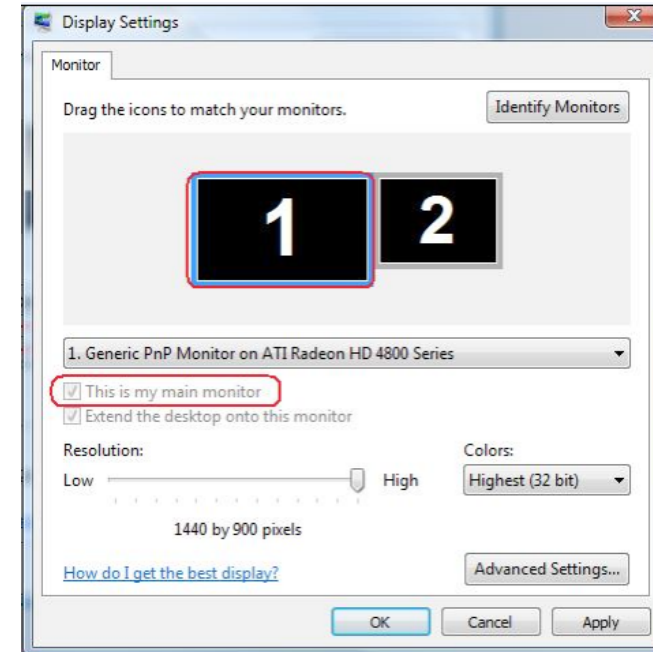 Display Settings
X
Monitor
Drag the icons to match your monitors.
Identify Monitors
1
2
1. Generic PnP Monitor on ATI Radeon HD 4800 Series
This is my main monitor
Extend the desktop onto this monitor
Resolution:
Colors:
Low
High
Highest (32 bit)
1440 by 900 pixels
How do I get the best display?
Advanced Settings...
OK
Cancel
Apply